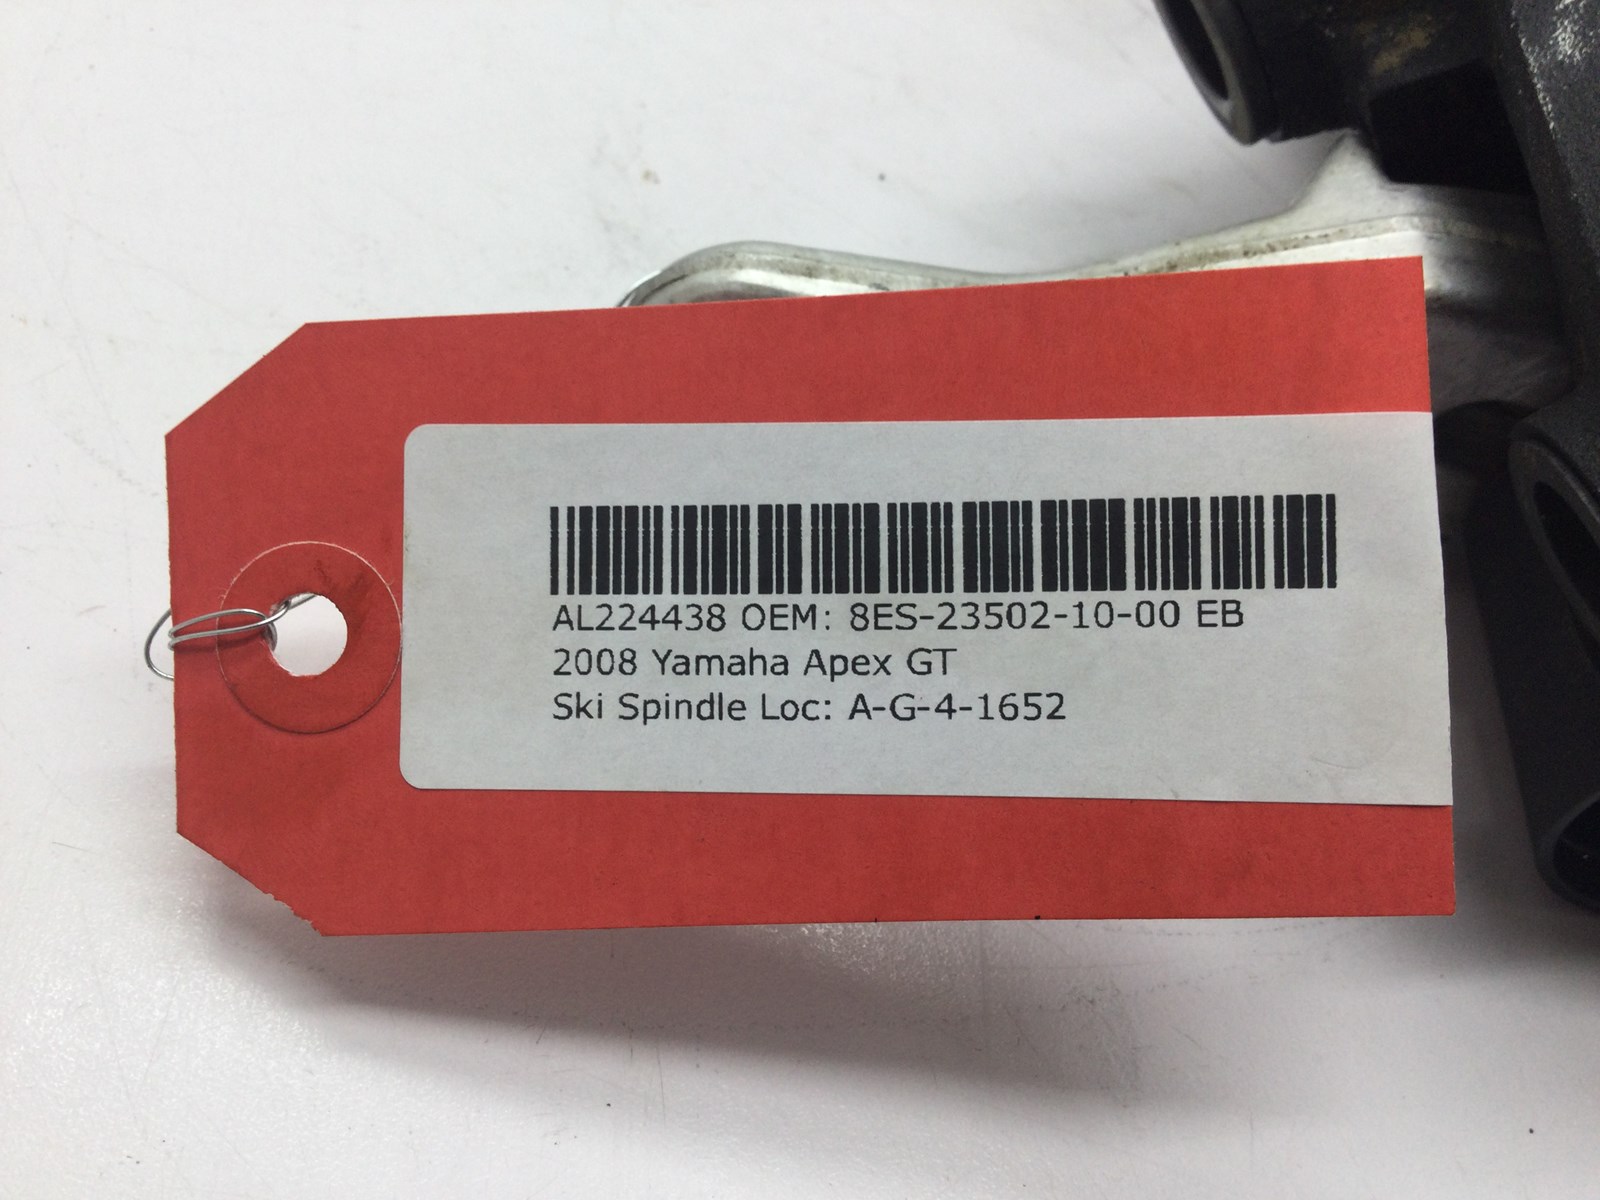 AL224438 OEM: 8ES-23502-10-00 EB
2008 Yamaha Apex GT
Ski Spindle Loc: A-G-4-1652